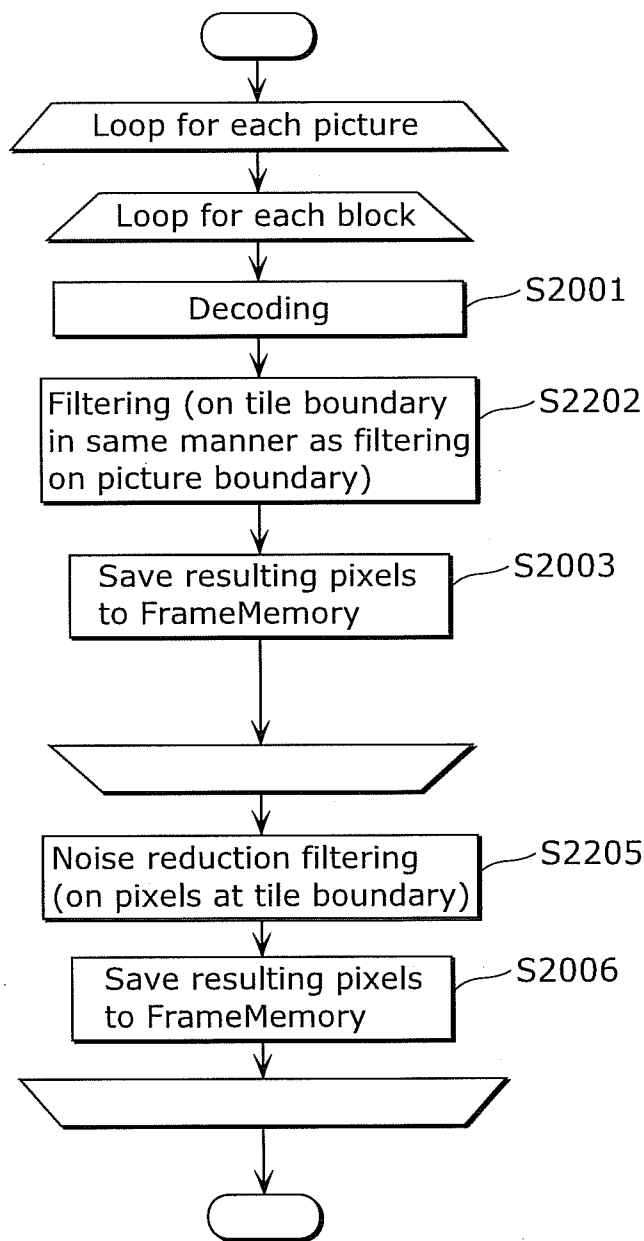 Loop for each picture
Loop for each block
Decoding
S2001
Filtering (on tile boundary
in same manner as filtering
on picture boundary)
S2202
Save resulting pixels
to FrameMemory
S2003
Noise reduction filtering
(on pixels at tile boundary)
S2205
Save resulting pixels
to FrameMemory
S2006